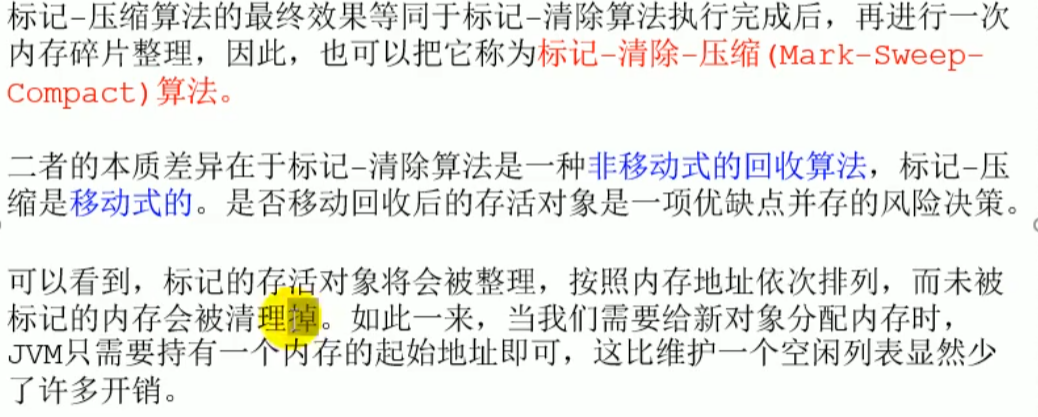 标记-压缩算法的最终效果等同于标记-清除算法执行完成后，再进行一次
内存碎片整理，因此，也可以把它称为标记-清除-压缩(Mark-Sweep-
Compact)算法。
二者的本质差异在于标记-清除算法是一种非移动式的回收算法，标记-压
缩是移动式的。是否移动回收后的存活对象是一项优缺点并存的风险决策。
可以看到，标记的存活对象将会被整理，按照内存地址依次排列，而未被
标记的内存会被清理掉。如此一来，当我们需要给新对象分配内存时，
JVM只需要持有一个内存的起始地址即可，这比维护一个空闲列表显然少
了许多开销。